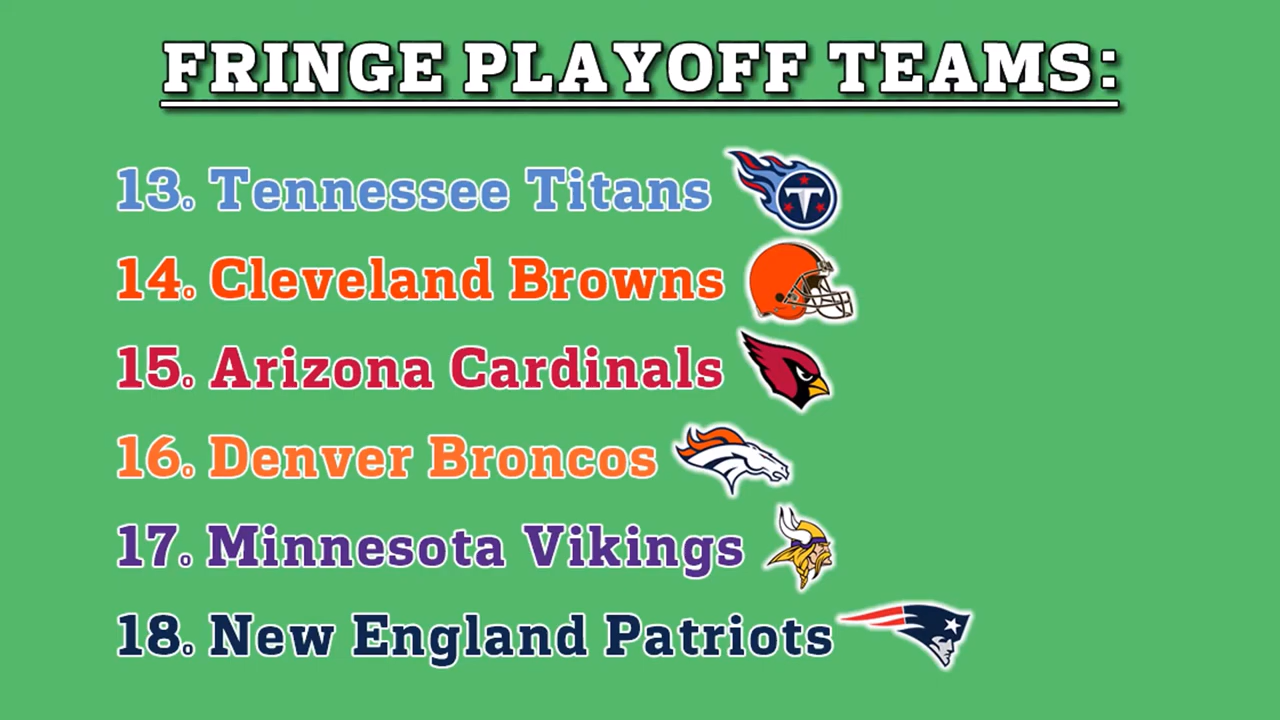 FRINGE PLAYOFF TEAMS:
13. Tennessee Titans
14. Cleveland Browns
15. Arizona Cardinals
16. Denver Broncos
17. Minnesota Vikings
18. New England Patriots